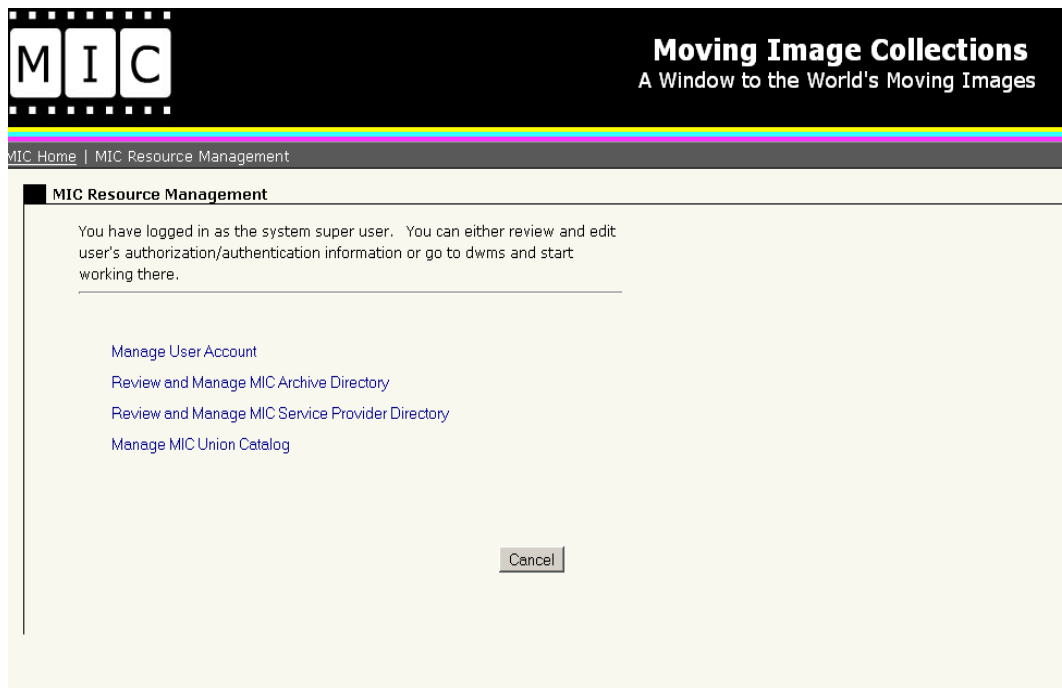 MIC
Moving Image Collections
A Window to the World's Moving Images
MIC Home | MIC Resource Management
MIC Resource Management
You have logged in as the system super user. You can either review and edit
user's authorization/authentication information or go to dwms and start
working there.
Manage User Account
Review and Manage MIC Archive Directory
Review and Manage MIC Service Provider Directory
Manage MIC Union Catalog
Cancel